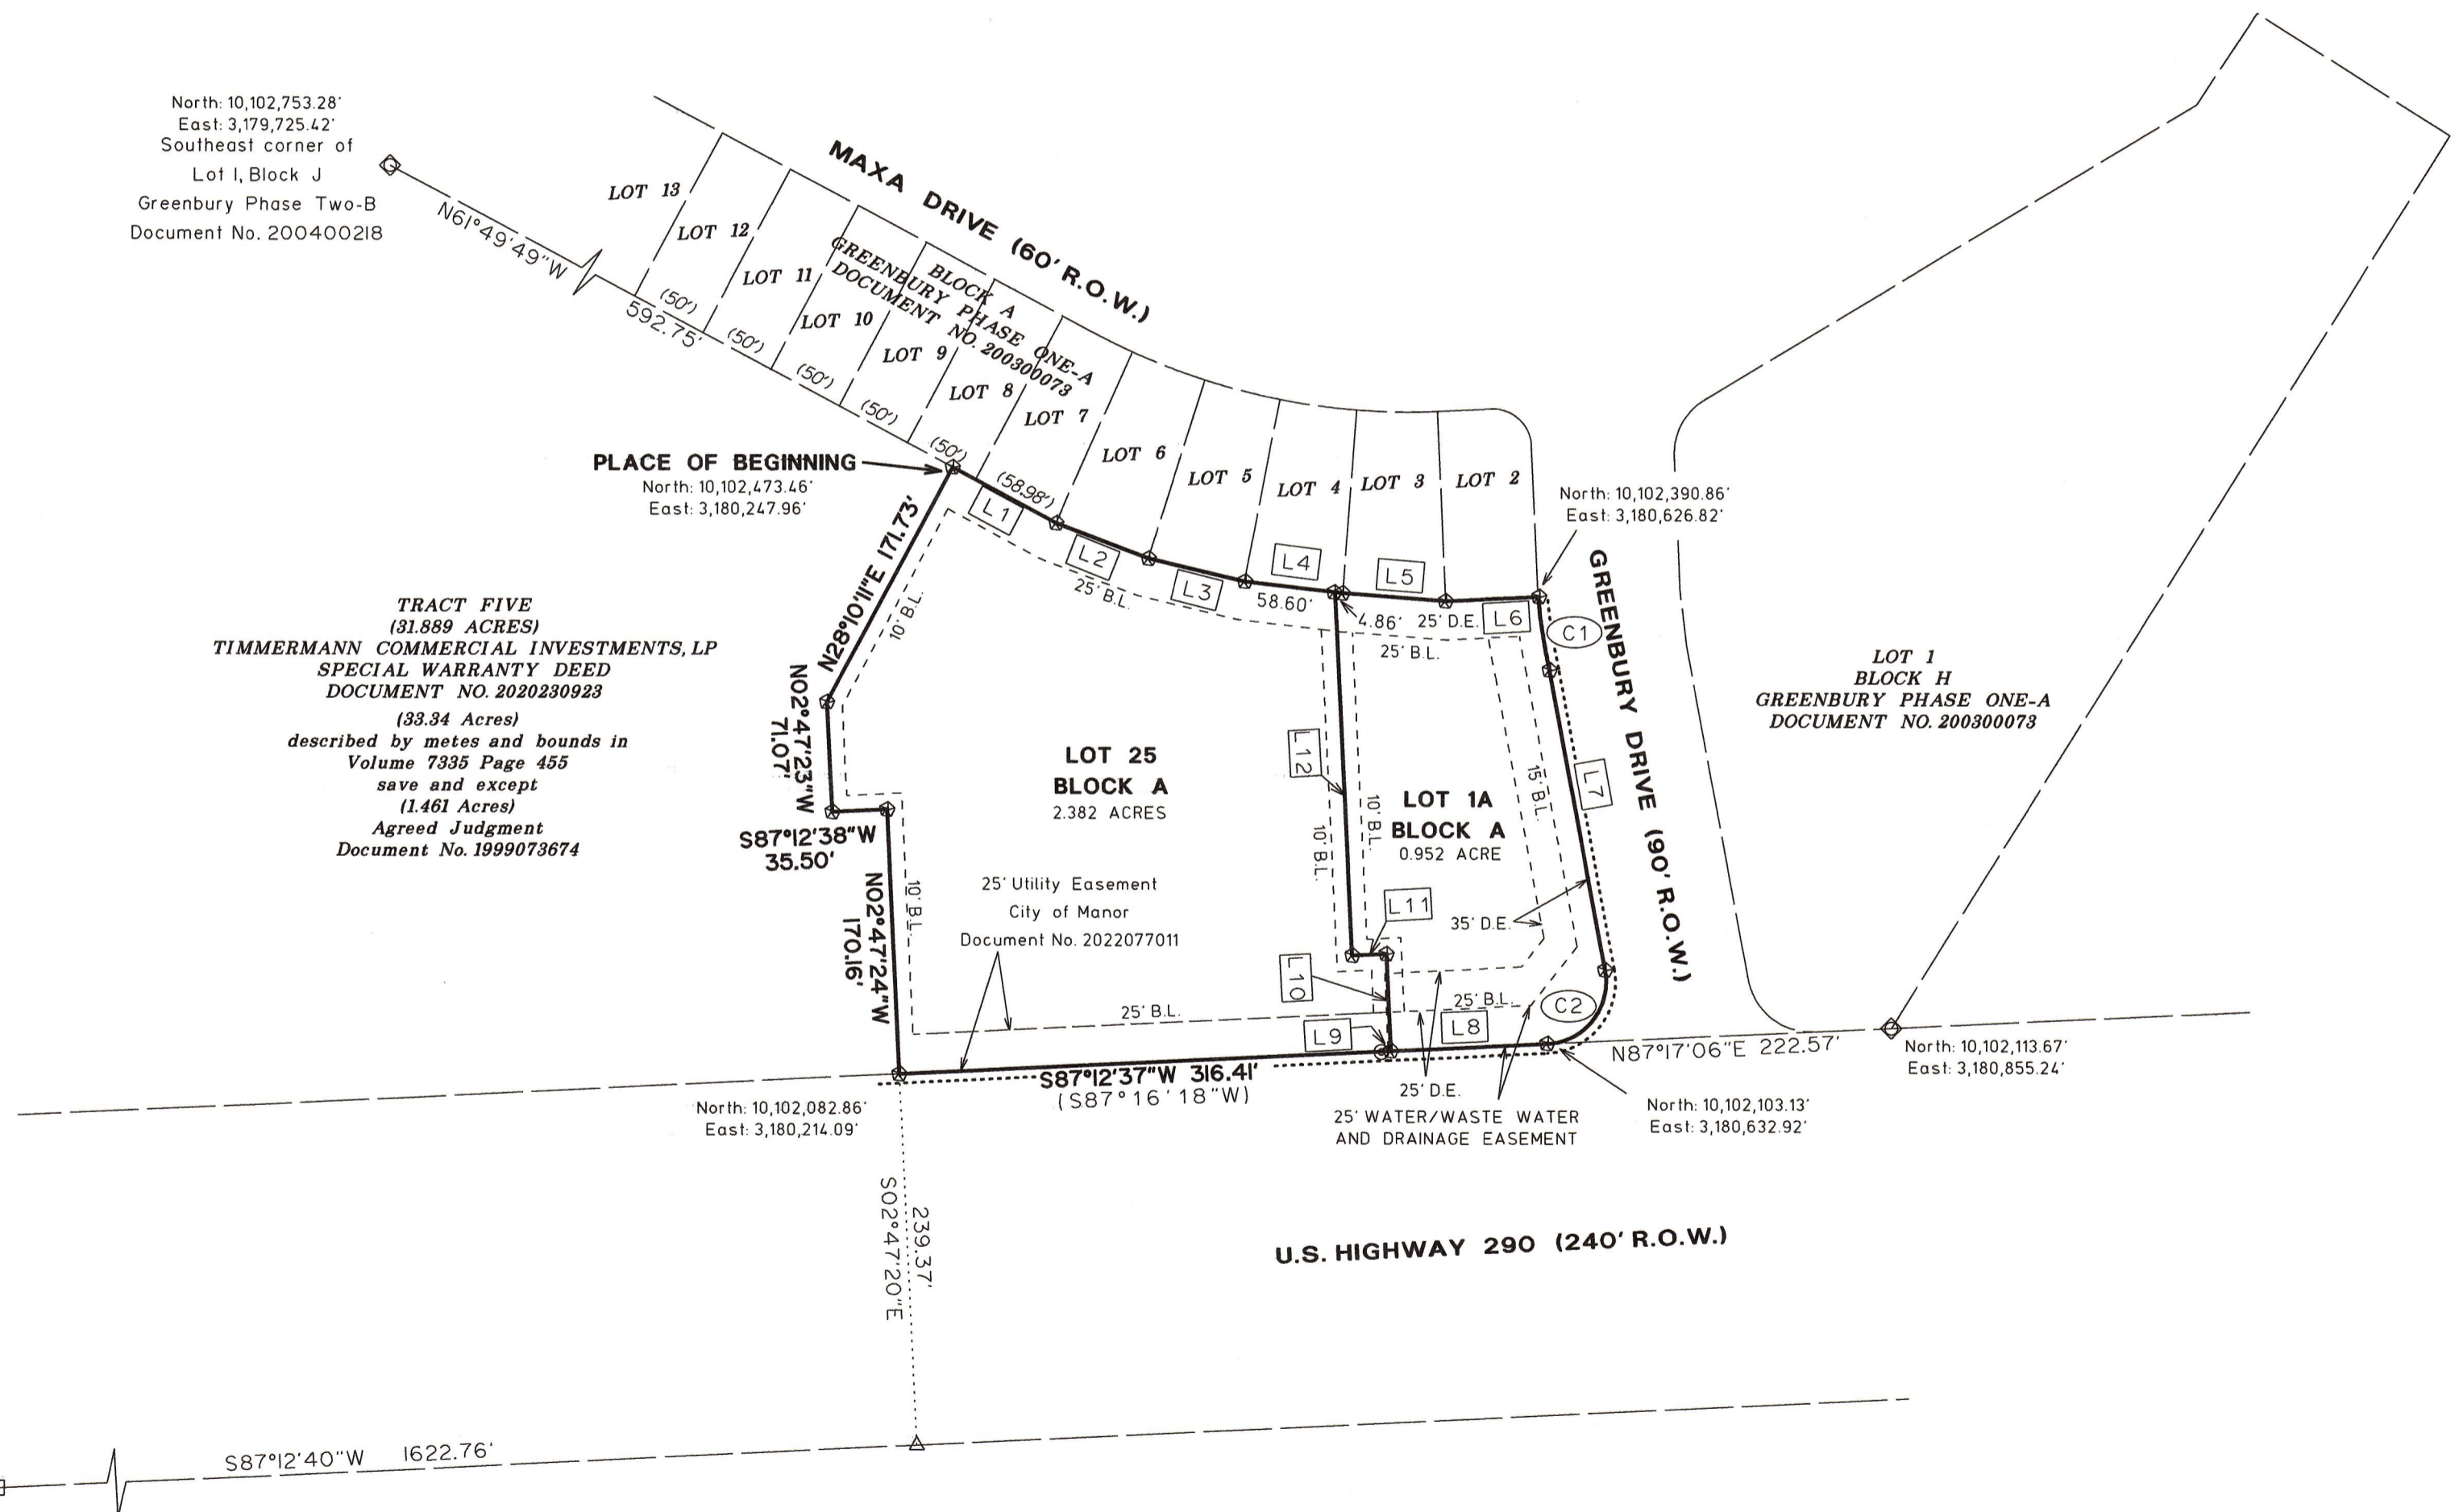 North: 10,102,753.28'
East: 3,179,725.42'
Southeast corner of
Lot 1, Block J
Greenbury Phase Two-B
Document No. 200400218
N61°49'49"W
592.75'
MAXA DRIVE (60' R.O.W.)
LOT 13
LOT 12
LOT 11
LOT 10
LOT 9
LOT 8
LOT 7
LOT 6
LOT 5
LOT 4
LOT 3
LOT 2
BLOCK A
GREENBURY PHASE ONE-A
DOCUMENT NO. 200300073
(50')
(50')
(50')
(50')
(50')
(58.98')
PLACE OF BEGINNING
North: 10,102,473.46'
East: 3,180,247.96'
North: 10,102,390.86'
East: 3,180,626.82'
L1
L2
L3
L4
L5
L6
58.60'
4.86'
25' D.E.
25' B.L.
25' B.L.
C1
GREENBURY DRIVE (90' R.O.W.)
N28°10'11"E 171.73'
10' B.L.
N02°47'23"W
71.07'
S87°12'38"W
35.50'
N02°47'24"W
170.16'
10' B.L.
TRACT FIVE
(31.889 ACRES)
TIMMERMANN COMMERCIAL INVESTMENTS, LP
SPECIAL WARRANTY DEED
DOCUMENT NO. 2020230923
(33.34 Acres)
described by metes and bounds in
Volume 7335 Page 455
save and except
(1.461 Acres)
Agreed Judgment
Document No. 1999073674
LOT 25
BLOCK A
2.382 ACRES
25' Utility Easement
City of Manor
Document No. 2022077011
L12
10' B.L.
10' B.L.
LOT 1A
BLOCK A
0.952 ACRE
15' B.L.
L7
L11
35' D.E.
L10
L9
L8
25' B.L.
25' B.L.
C2
LOT 1
BLOCK H
GREENBURY PHASE ONE-A
DOCUMENT NO. 200300073
N87°17'06"E 222.57'
North: 10,102,113.67'
East: 3,180,855.24'
S87°12'37"W 316.41'
(S87°16'18"W)
25' D.E.
25' WATER/WASTE WATER
AND DRAINAGE EASEMENT
North: 10,102,103.13'
East: 3,180,632.92'
North: 10,102,082.86'
East: 3,180,214.09'
S02°47'20"E
239.37'
U.S. HIGHWAY 290 (240' R.O.W.)
S87°12'40"W 1622.76'